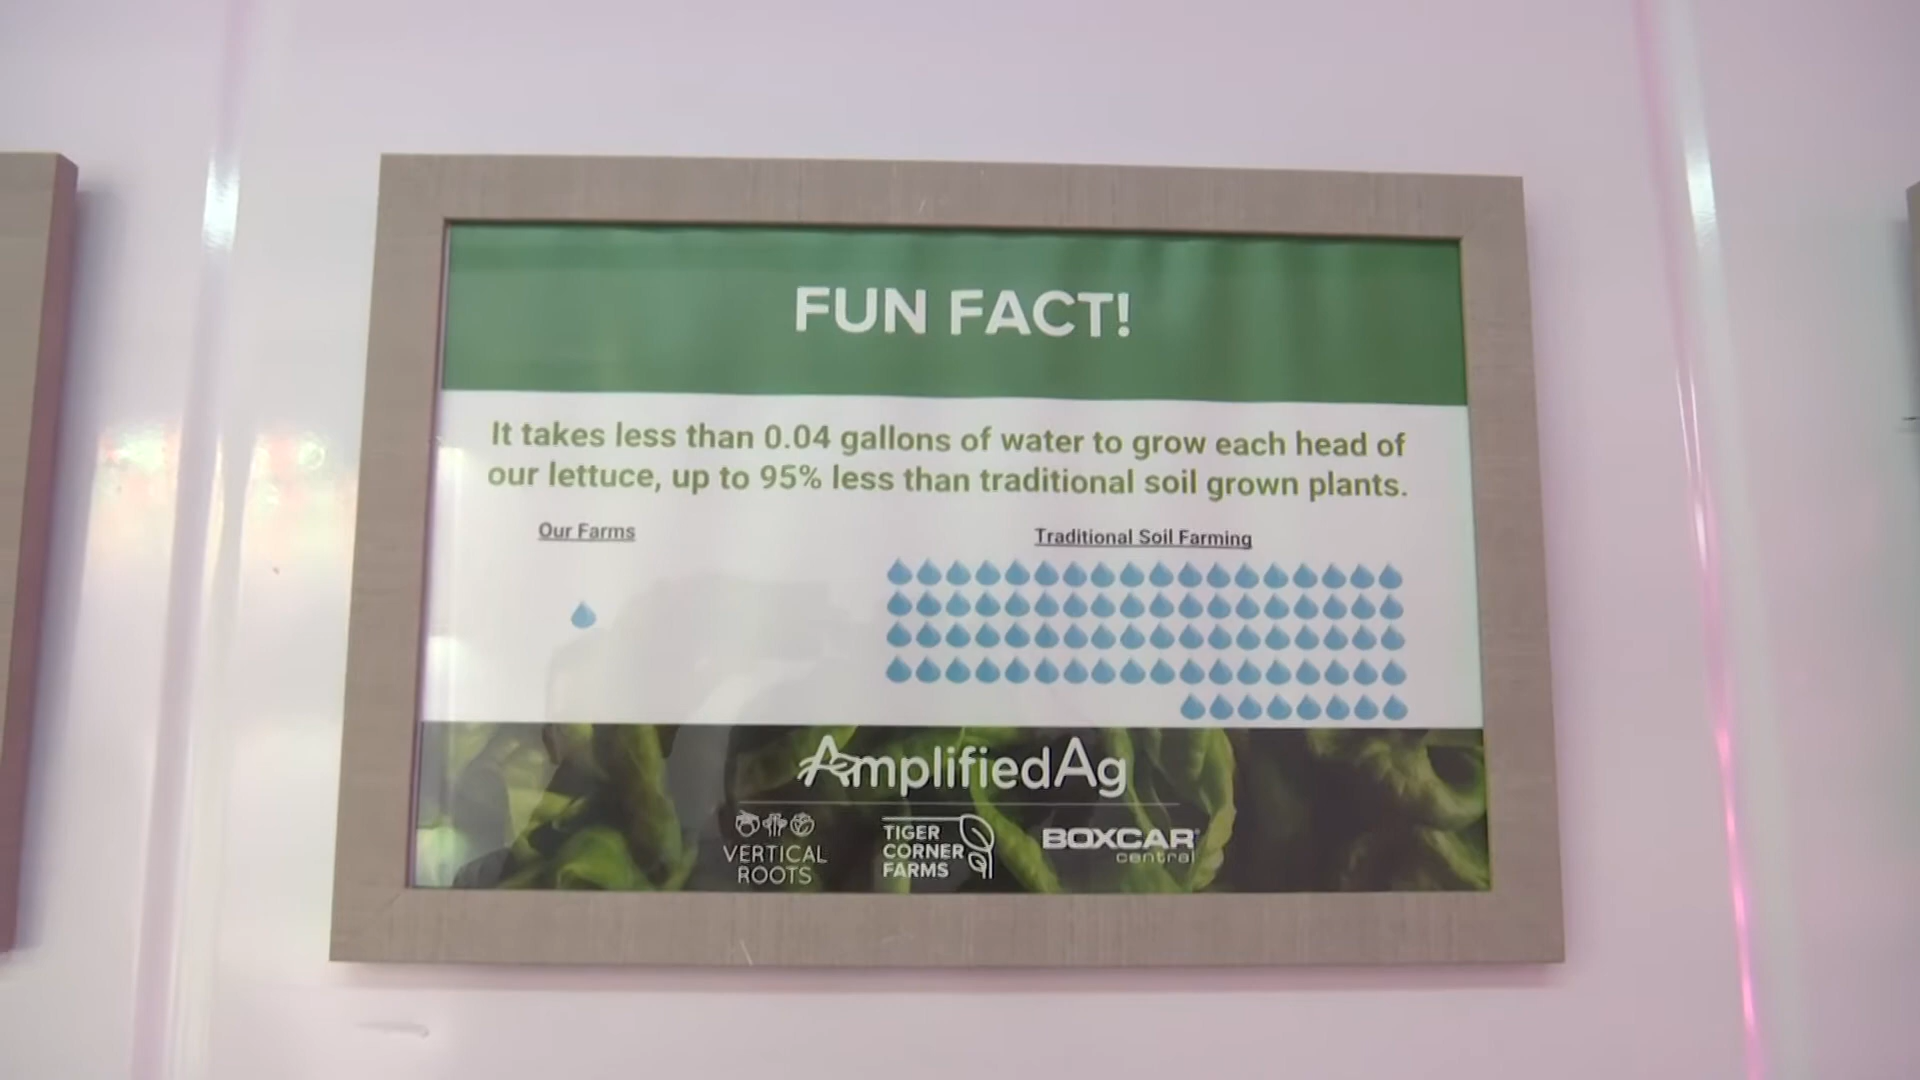 FUN FACT!
It takes less than 0.04 gallons of water to grow each head of
our lettuce, up to 95% less than traditional soil grown plants.
Our Farms
Traditional Soil Farming
AmplifiedAg
VERTICAL
ROOTS
TIGER
CORNER
FARMS
BOXCAR
central